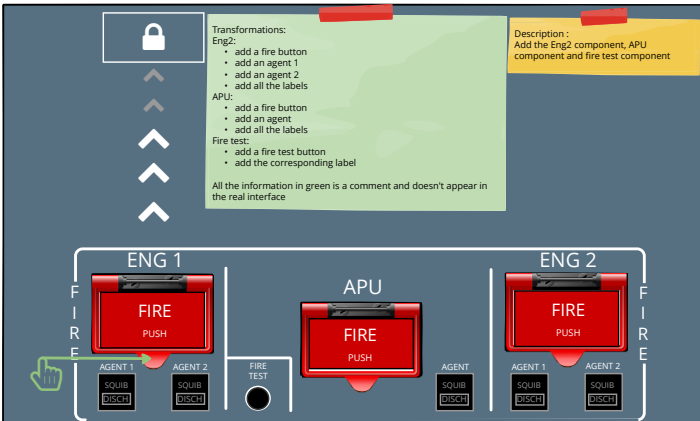 Transformations:
Eng2:
• add a fire button
• add an agent 1
• add an agent 2
• add all the labels
APU:
• add a fire button
• add an agent
• add all the labels
Fire test:
• add a fire test button
• add the corresponding label
All the information in green is a comment and doesn't appear in
the real interface
Description :
Add the Eng2 component, APU
component and fire test component
ENG 1
APU
ENG 2
FIRE
FIRE
PUSH
FIRE
PUSH
FIRE
PUSH
FIRE
AGENT 1
AGENT 2
FIRE
TEST
AGENT
AGENT 1
AGENT 2
SQUIB
DISCH
SQUIB
DISCH
SQUIB
DISCH
SQUIB
DISCH
SQUIB
DISCH